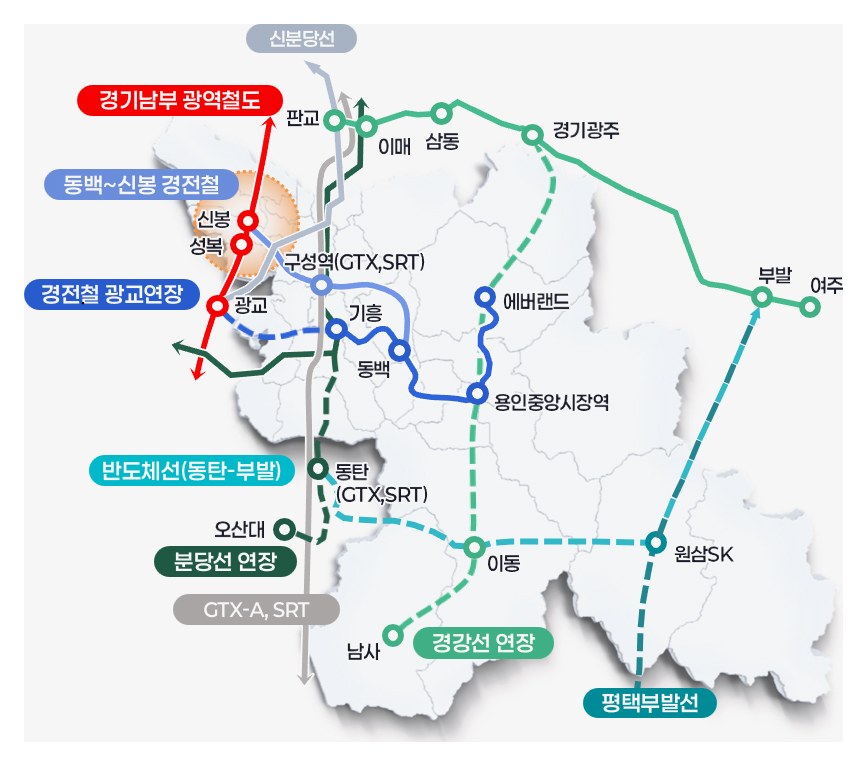 신분당선
경기남부 광역철도
판교
이매
삼동
경기광주
동백~신봉 경전철
신봉
성복
구성역(GTX,SRT)
부발
여주
경전철 광교연장
광교
기흥
에버랜드
동백
용인중앙시장역
반도체선(동탄-부발)
동탄
(GTX,SRT)
오산대
분당선 연장
이동
원삼SK
GTX-A, SRT
남사
경강선 연장
평택부발선